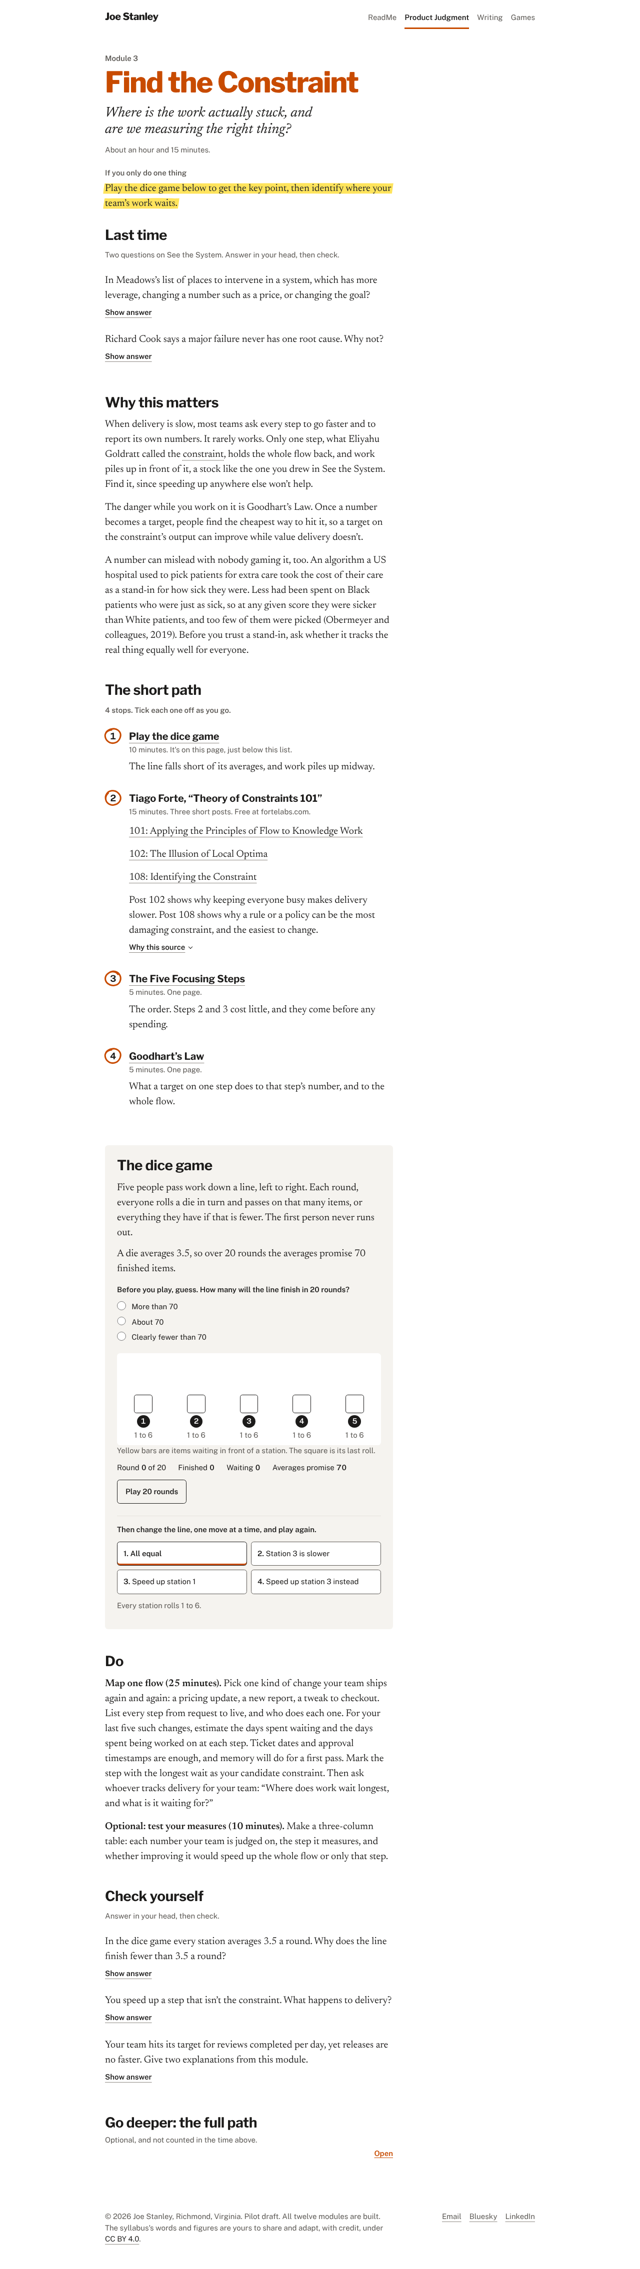 Joe Stanley
ReadMe Product Judgment Writing Games
Module 3
Find the Constraint
Where is the work actually stuck, and
are we measuring the right thing?
About an hour and 15 minutes.
If you only do one thing
Play the dice game below to get the key point, then identify where your
team’s work waits.
Last time
Two questions on See the System. Answer in your head, then check.
In Meadows’s list of places to intervene in a system, which has more
leverage, changing a number such as a price, or changing the goal?
Show answer
Richard Cook says a major failure never has one root cause. Why not?
Show answer
Why this matters
When delivery is slow, most teams ask every step to go faster and to
report its own numbers. It rarely works. Only one step, what Eliyahu
Goldratt called the constraint, holds the whole flow back, and work
piles up in front of it, a stock like the one you drew in See the System.
Find it, since speeding up anywhere else won’t help.
The danger while you work on it is Goodhart’s Law. Once a number
becomes a target, people find the cheapest way to hit it, so a target on
the constraint’s output can improve while value delivery doesn’t.
A number can mislead with nobody gaming it, too. An algorithm a US
hospital used to pick patients for extra care took the cost of their care
as a stand-in for how sick they were. Less had been spent on Black
patients who were just as sick, so at any given score they were sicker
than White patients, and too few of them were picked (Obermeyer and
colleagues, 2019). Before you trust a stand-in, ask whether it tracks the
real thing equally well for everyone.
The short path
4 stops. Tick each one off as you go.
1 Play the dice game
10 minutes. It’s on this page, just below this list.
The line falls short of its averages, and work piles up midway.
2 Tiago Forte, “Theory of Constraints 101”
15 minutes. Three short posts. Free at fortelabs.com.
101: Applying the Principles of Flow to Knowledge Work
102: The Illusion of Local Optima
108: Identifying the Constraint
Post 102 shows why keeping everyone busy makes delivery
slower. Post 108 shows why a rule or a policy can be the most
damaging constraint, and the easiest to change.
Why this source
3 The Five Focusing Steps
5 minutes. One page.
The order. Steps 2 and 3 cost little, and they come before any
spending.
4 Goodhart’s Law
5 minutes. One page.
What a target on one step does to that step’s number, and to the
whole flow.
The dice game
Five people pass work down a line, left to right. Each round,
everyone rolls a die in turn and passes on that many items, or
everything they have if that is fewer. The first person never runs
out.
A die averages 3.5, so over 20 rounds the averages promise 70
finished items.
Before you play, guess. How many will the line finish in 20 rounds?
More than 70
About 70
Clearly fewer than 70
1 2 3 4 5
1 to 6 1 to 6 1 to 6 1 to 6 1 to 6
Yellow bars are items waiting in front of a station. The square is its last roll.
Round 0 of 20 Finished 0 Waiting 0 Averages promise 70
Play 20 rounds
Then change the line, one move at a time, and play again.
1. All equal 2. Station 3 is slower
3. Speed up station 1 4. Speed up station 3 instead
Every station rolls 1 to 6.
Do
Map one flow (25 minutes). Pick one kind of change your team ships
again and again: a pricing update, a new report, a tweak to checkout.
List every step from request to live, and who does each one. For your
last five such changes, estimate the days spent waiting and the days
spent being worked on at each step. Ticket dates and approval
timestamps are enough, and memory will do for a first pass. Mark the
step with the longest wait as your candidate constraint. Then ask
whoever tracks delivery for your team: “Where does work wait longest,
and what is it waiting for?”
Optional: test your measures (10 minutes). Make a three-column
table: each number your team is judged on, the step it measures, and
whether improving it would speed up the whole flow or only that step.
Check yourself
Answer in your head, then check.
In the dice game every station averages 3.5 a round. Why does the line
finish fewer than 3.5 a round?
Show answer
You speed up a step that isn’t the constraint. What happens to delivery?
Show answer
Your team hits its target for reviews completed per day, yet releases are
no faster. Give two explanations from this module.
Show answer
Go deeper: the full path
Optional, and not counted in the time above.
Open
© 2026 Joe Stanley, Richmond, Virginia. Pilot draft. All twelve modules are built.
The syllabus’s words and figures are yours to share and adapt, with credit, under
CC BY 4.0.
Email Bluesky LinkedIn